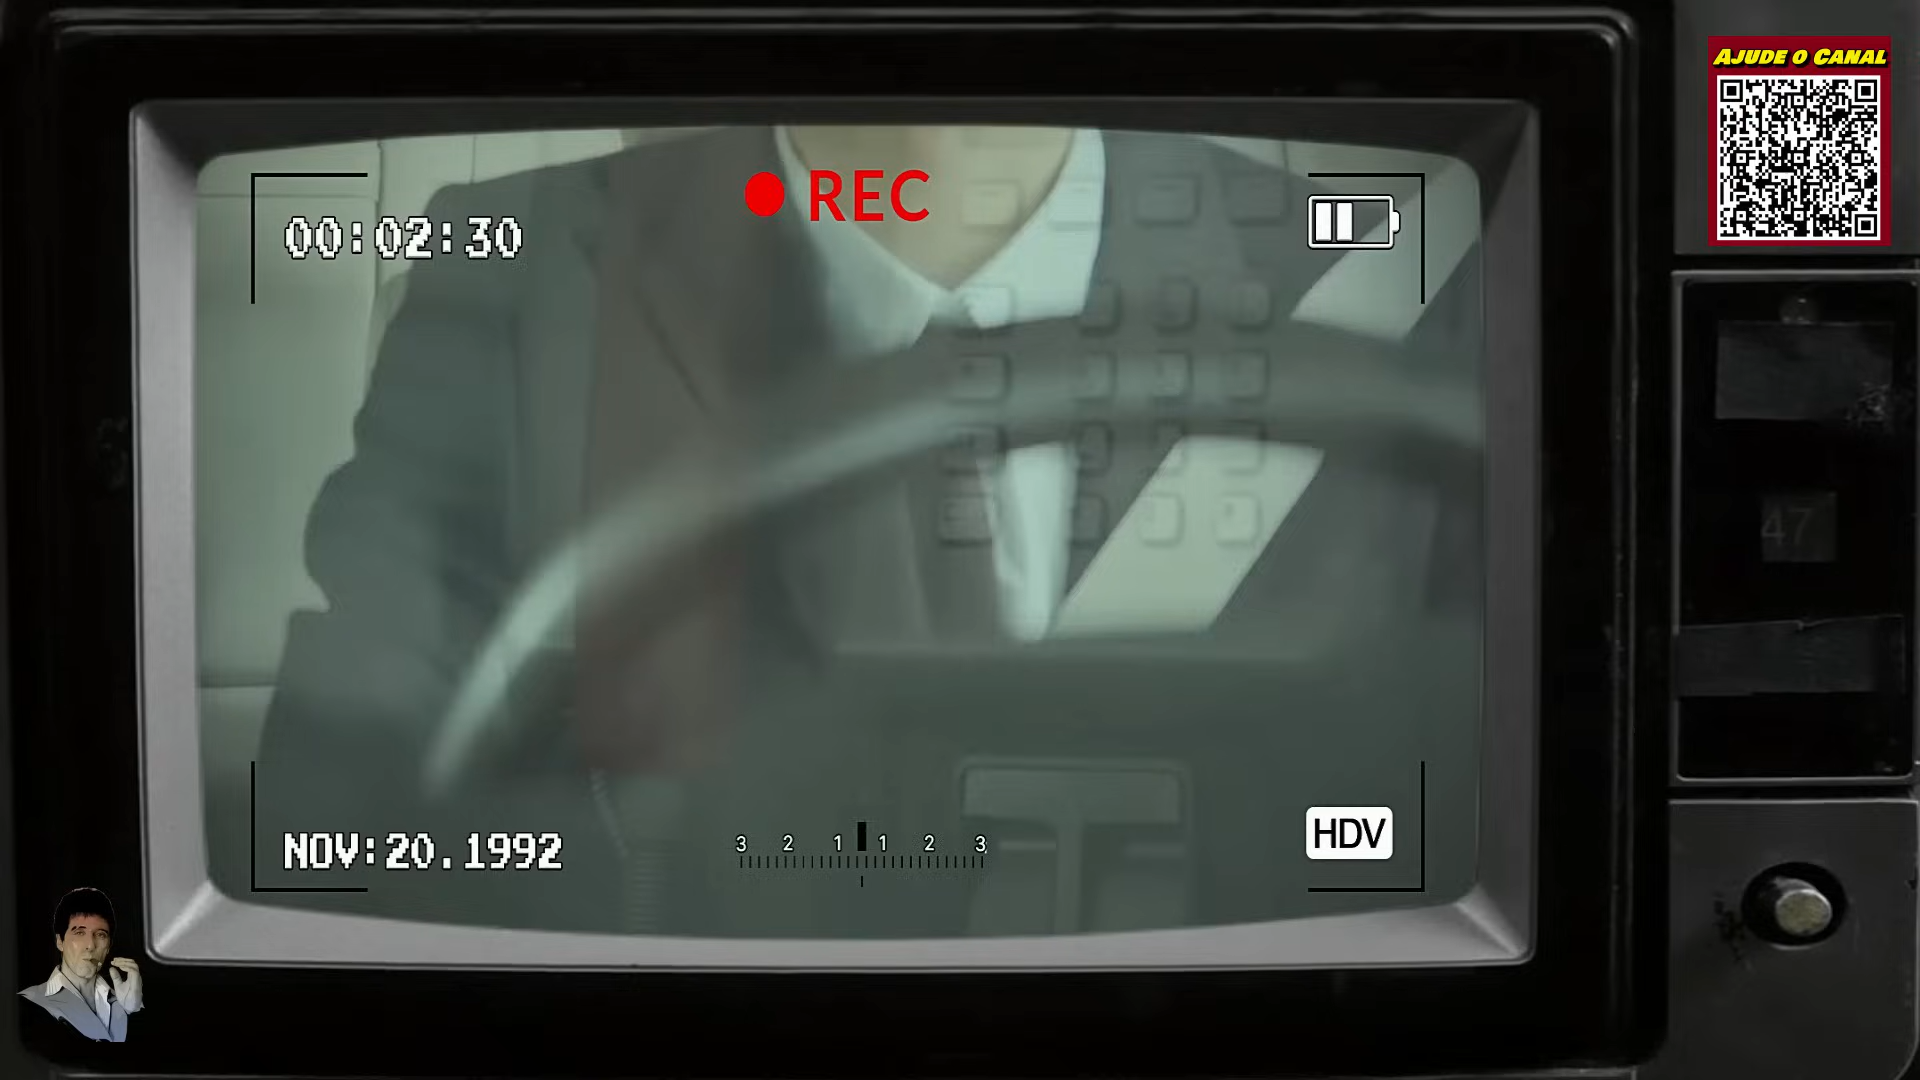 AJUDE O CANAL
REC
00:02:30
47
NOV:20.1992
3 2 1 1 2 3
HDV